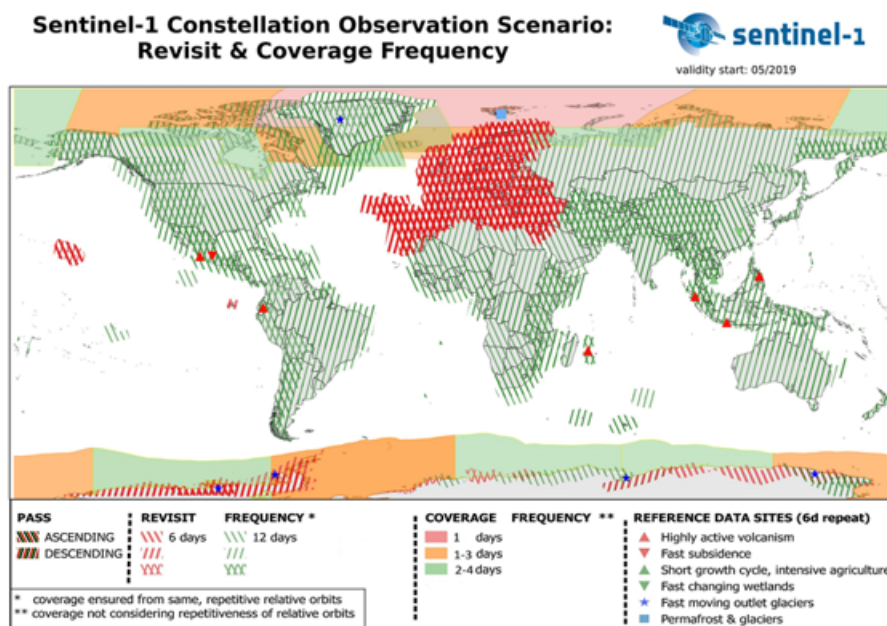 Sentinel-1 Constellation Observation Scenario:
Revisit & Coverage Frequency
sentinel-1
validity start: 05/2019
PASS
ASCENDING
DESCENDING
REVISIT FREQUENCY *
6 days 12 days
COVERAGE FREQUENCY **
1 days
1-3 days
2-4 days
REFERENCE DATA SITES (6d repeat)
Highly active volcanism
Fast subsidence
Short growth cycle, intensive agriculture
Fast changing wetlands
Fast moving outlet glaciers
Permafrost & glaciers
* coverage ensured from same, repetitive relative orbits
** coverage not considering repetitiveness of relative orbits